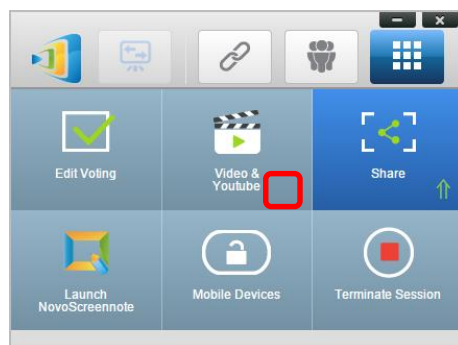 Edit Voting
Video &
Youtube
Share
Launch
NovoScreennote
Mobile Devices
Terminate Session